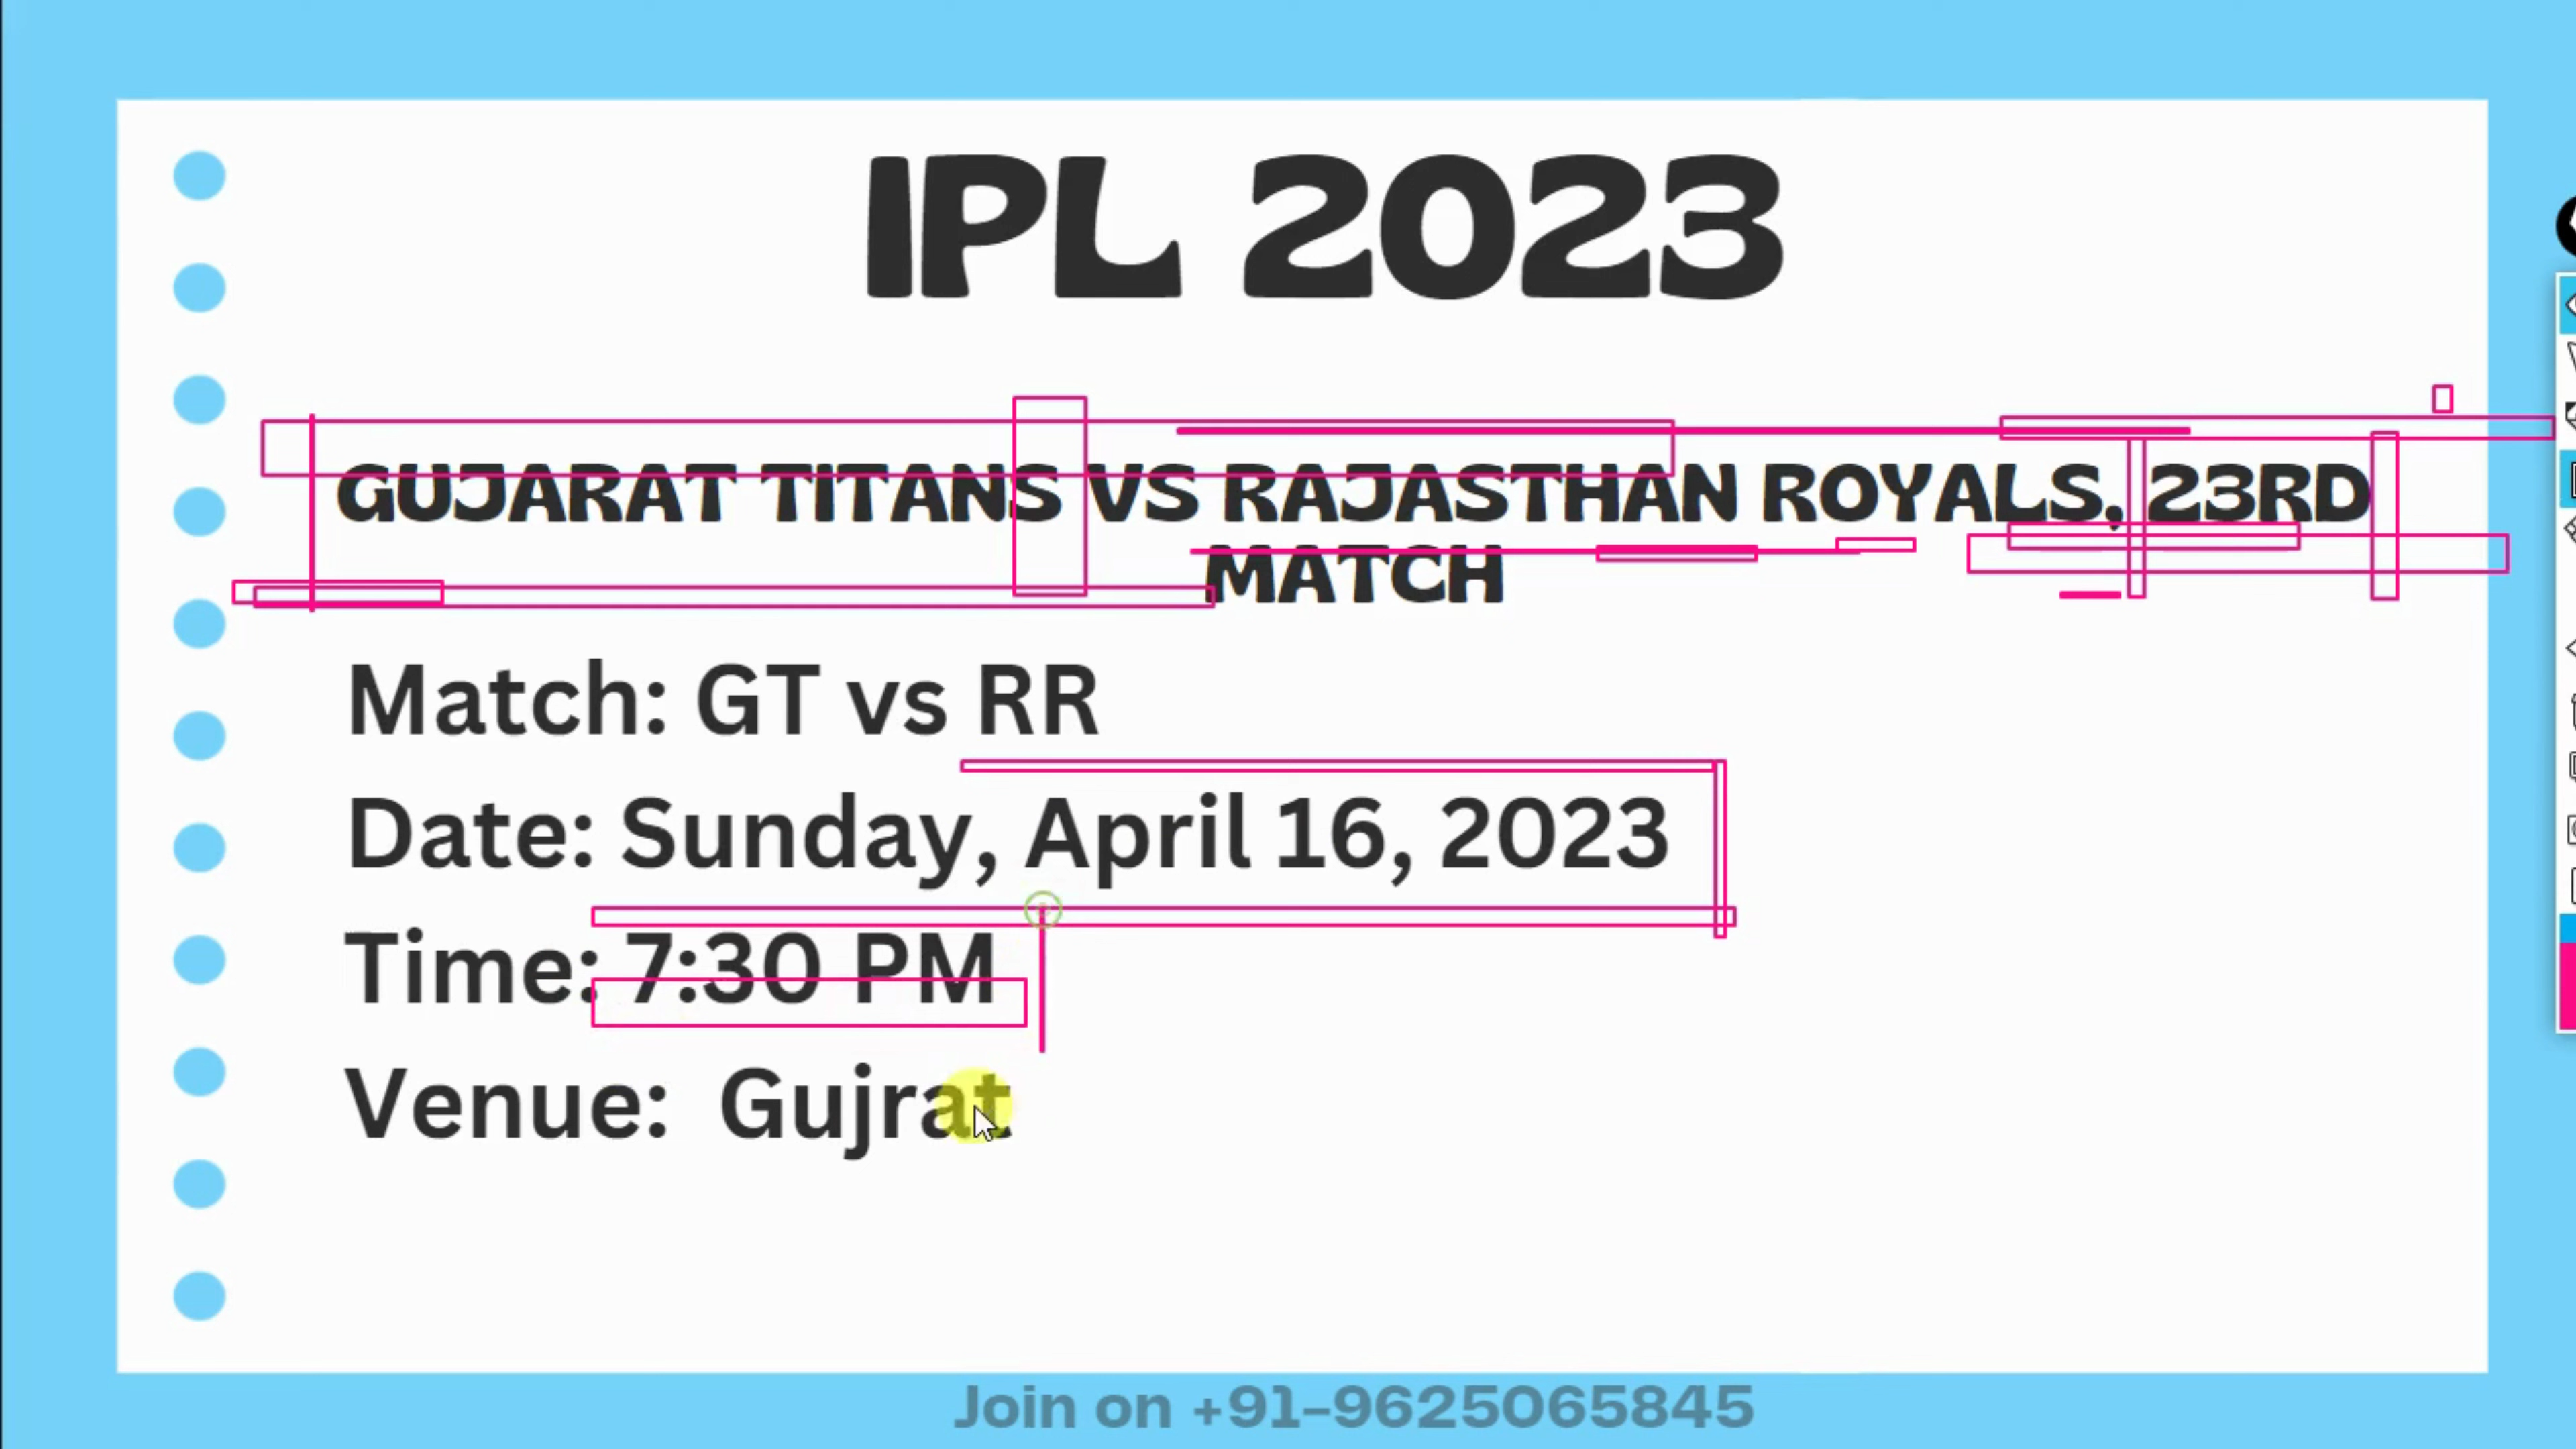 IPL 2023
GUJARAT TITANS VS RAJASTHAN ROYALS, 23RD
MATCH
Match: GT vs RR
Date: Sunday, April 16, 2023
Time: 7:30 PM
Venue: Gujrat
Join on +91-9625065845